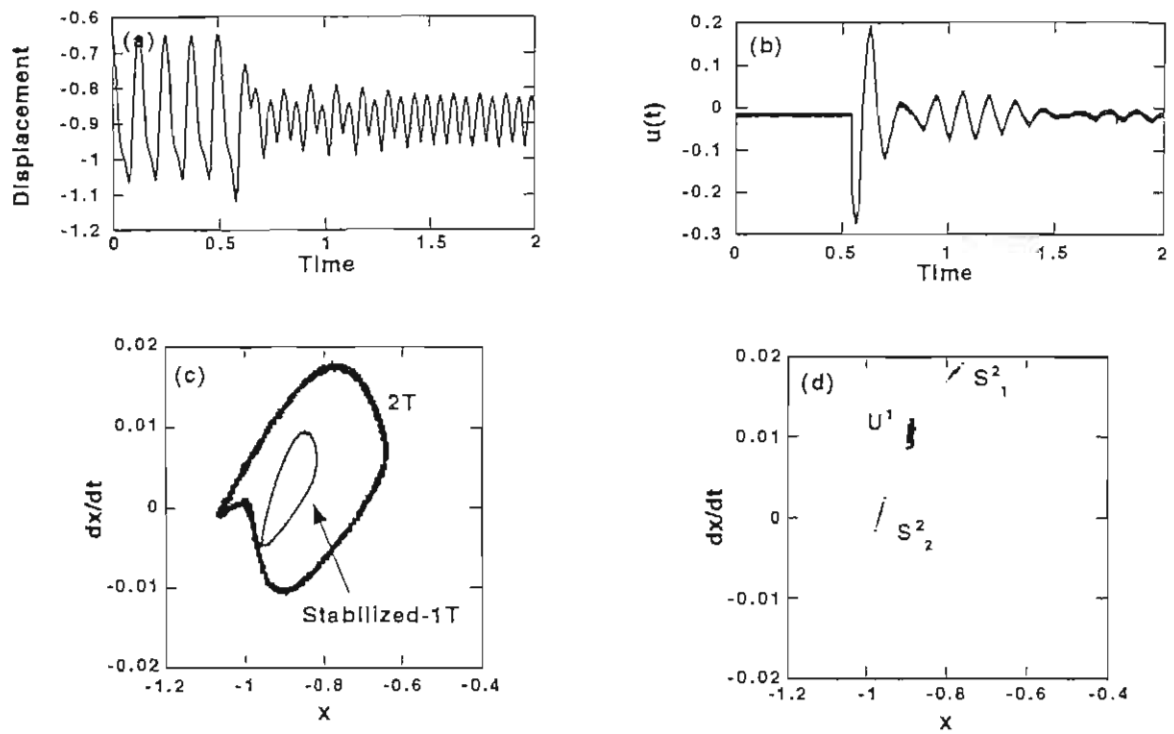 (a)
Displacement
-0.6
-0.7
-0.8
-0.9
-1
-1.1
-1.2
0
0.5
1
1.5
2
Time
(b)
u(t)
0.2
0.1
0
-0.1
-0.2
-0.3
0
0.5
1
1.5
2
Time
(c)
dx/dt
0.02
0.01
0
-0.01
-0.02
2T
Stabilized-1T
-1.2
-1
-0.8
-0.6
-0.4
X
(d)
dx/dt
0.02
0.01
0
-0.01
-0.02
S²₁
U¹
S²₂
-1.2
-1
-0.8
-0.6
-0.4
X